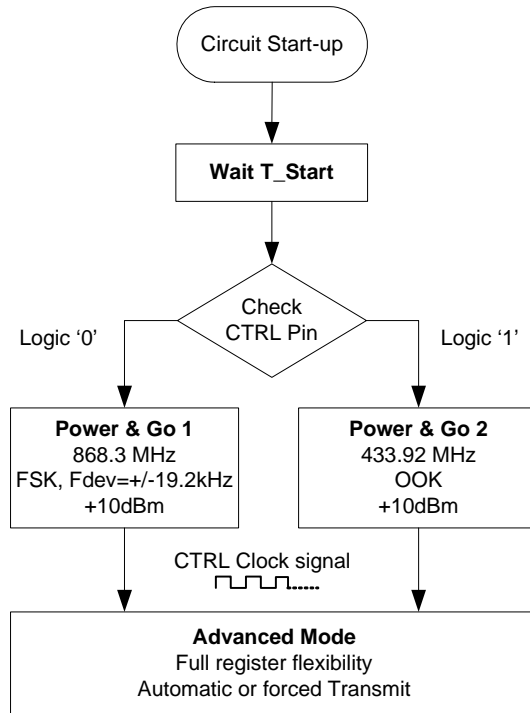 Circuit Start-up
Wait T_Start
Check
CTRL Pin
Logic ‘0’
Logic ‘1’
Power & Go 1
868.3 MHz
FSK, Fdev=+/-19.2kHz
+10dBm
Power & Go 2
433.92 MHz
OOK
+10dBm
CTRL Clock signal
Advanced Mode
Full register flexibility
Automatic or forced Transmit